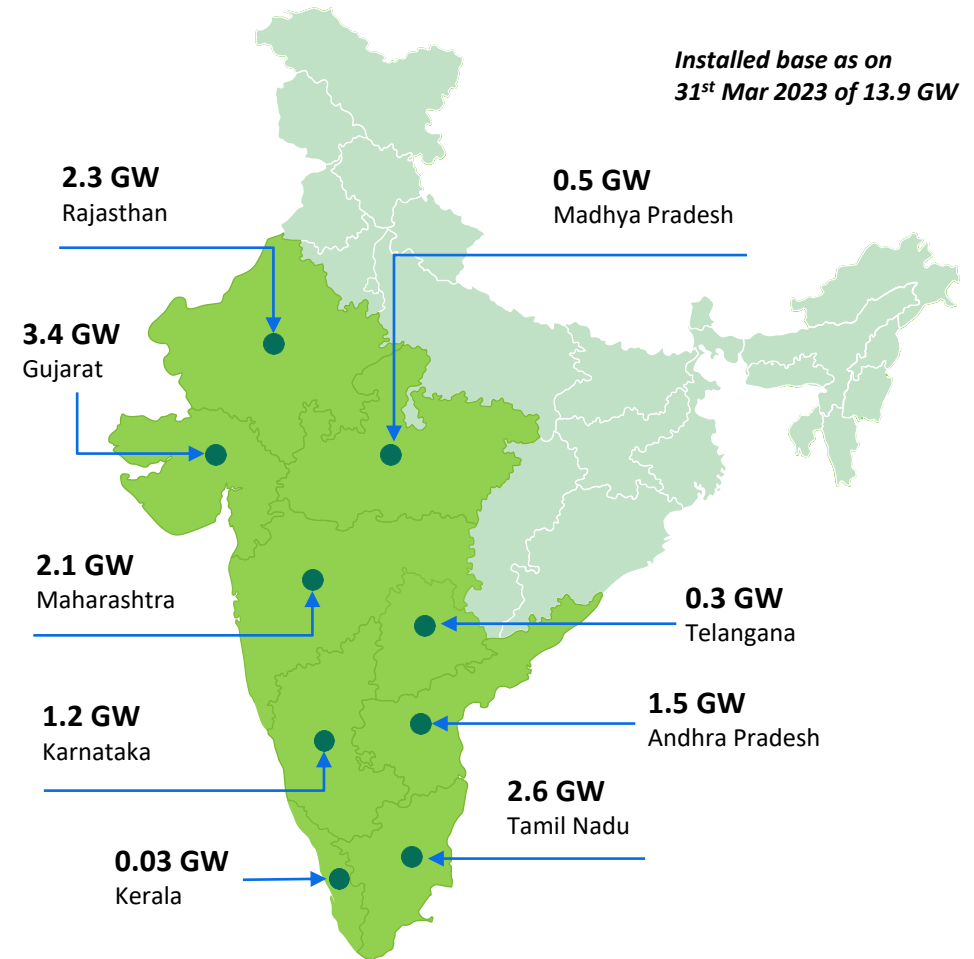 Installed base as on
31st Mar 2023 of 13.9 GW
2.3 GW
Rajasthan
0.5 GW
Madhya Pradesh
3.4 GW
Gujarat
2.1 GW
Maharashtra
0.3 GW
Telangana
1.2 GW
Karnataka
1.5 GW
Andhra Pradesh
2.6 GW
Tamil Nadu
0.03 GW
Kerala